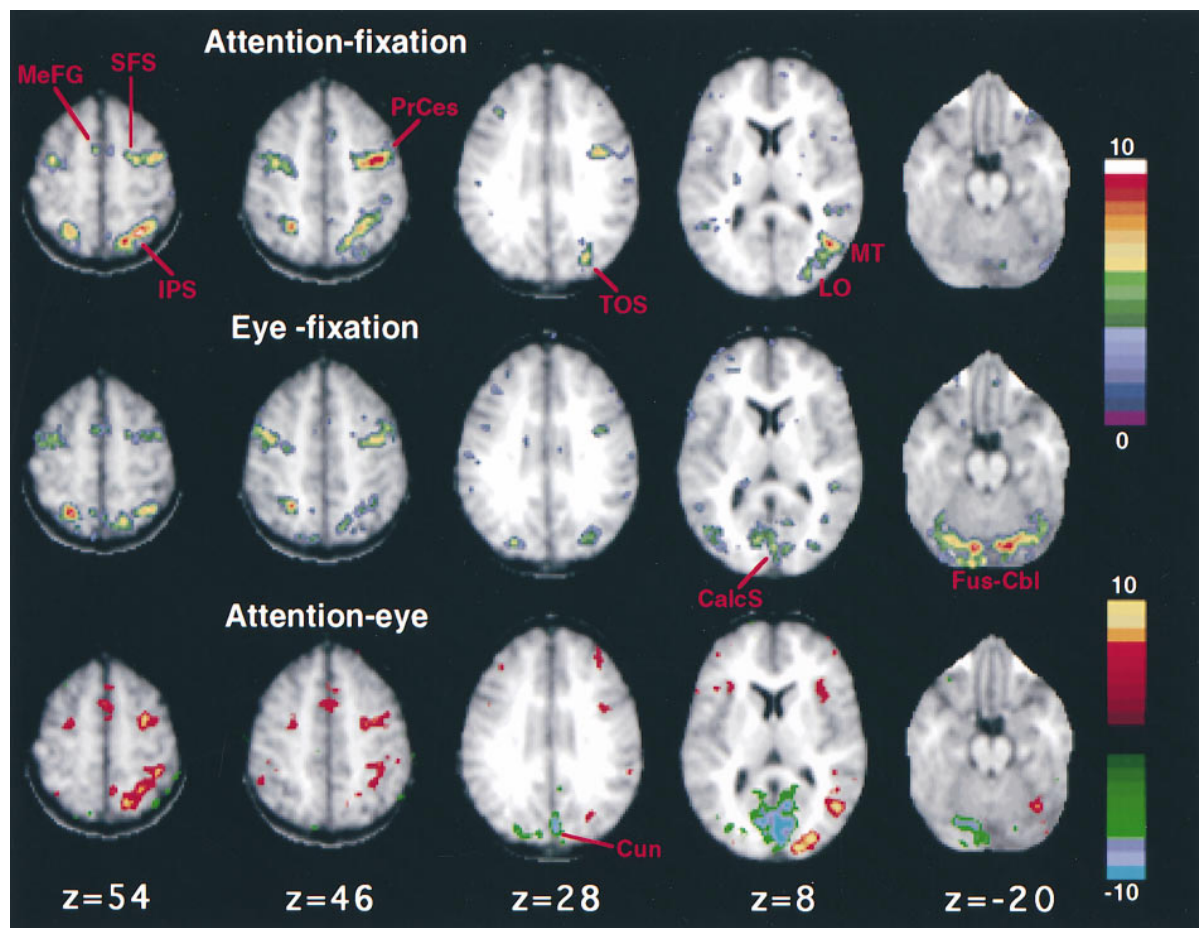 Attention-fixation
MeFG
SFS
PrCes
IPS
TOS
MT
LO
10
0
Eye -fixation
CalcS
Fus-Cbl
Attention-eye
Cun
10
-10
z=54
z=46
z=28
z=8
z=-20